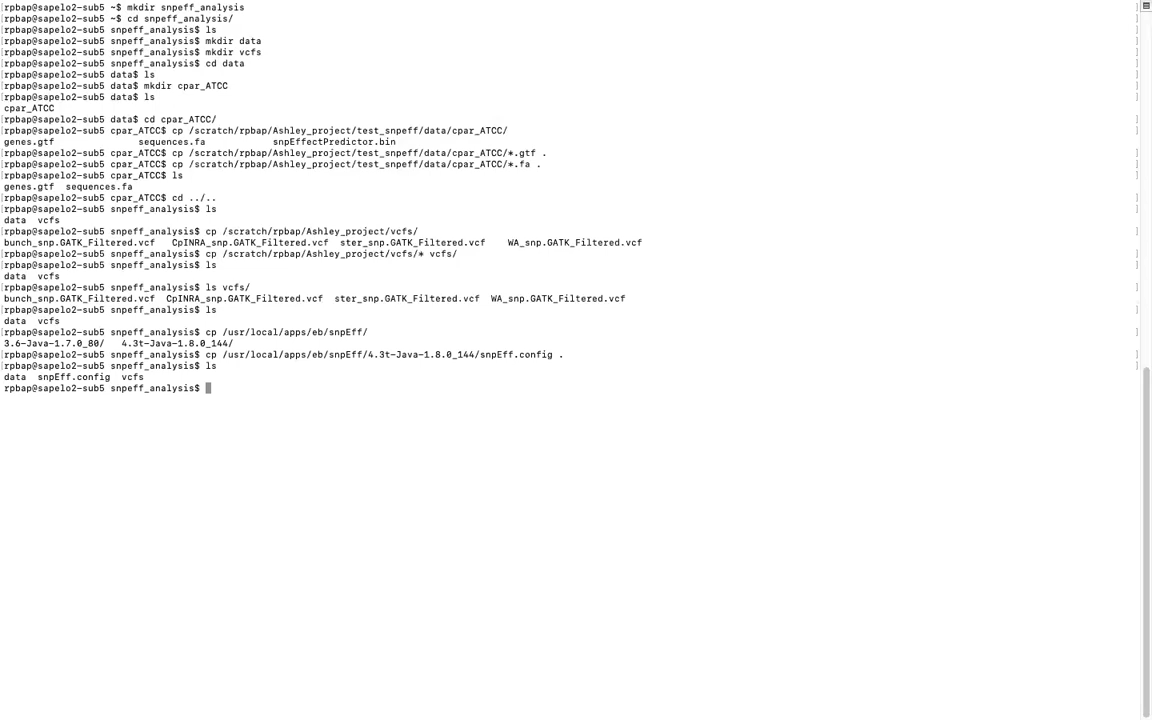 [rpbap@sapelo2-sub5 ~$ mkdir snpeff_analysis ]
[rpbap@sapelo2-sub5 ~$ cd snpeff_analysis/ ]
[rpbap@sapelo2-sub5 snpeff_analysis$ ls ]
[rpbap@sapelo2-sub5 snpeff_analysis$ mkdir data ]
[rpbap@sapelo2-sub5 snpeff_analysis$ mkdir vcfs ]
[rpbap@sapelo2-sub5 snpeff_analysis$ cd data ]
[rpbap@sapelo2-sub5 data$ ls ]
[rpbap@sapelo2-sub5 data$ mkdir cpar_ATCC ]
[rpbap@sapelo2-sub5 data$ ls ]
cpar_ATCC
[rpbap@sapelo2-sub5 data$ cd cpar_ATCC/ ]
[rpbap@sapelo2-sub5 cpar_ATCC$ cp /scratch/rpbap/Ashley_project/test_snpeff/data/cpar_ATCC/ ]
genes.gtf sequences.fa snpEffectPredictor.bin
[rpbap@sapelo2-sub5 cpar_ATCC$ cp /scratch/rpbap/Ashley_project/test_snpeff/data/cpar_ATCC/*.gtf . ]
[rpbap@sapelo2-sub5 cpar_ATCC$ cp /scratch/rpbap/Ashley_project/test_snpeff/data/cpar_ATCC/*.fa . ]
[rpbap@sapelo2-sub5 cpar_ATCC$ ls ]
genes.gtf sequences.fa
[rpbap@sapelo2-sub5 cpar_ATCC$ cd ../.. ]
[rpbap@sapelo2-sub5 snpeff_analysis$ ls ]
data vcfs
[rpbap@sapelo2-sub5 snpeff_analysis$ cp /scratch/rpbap/Ashley_project/vcfs/ ]
bunch_snp.GATK_Filtered.vcf CpINRA_snp.GATK_Filtered.vcf ster_snp.GATK_Filtered.vcf WA_snp.GATK_Filtered.vcf
[rpbap@sapelo2-sub5 snpeff_analysis$ cp /scratch/rpbap/Ashley_project/vcfs/* vcfs/ ]
[rpbap@sapelo2-sub5 snpeff_analysis$ ls ]
data vcfs
[rpbap@sapelo2-sub5 snpeff_analysis$ ls vcfs/ ]
bunch_snp.GATK_Filtered.vcf CpINRA_snp.GATK_Filtered.vcf ster_snp.GATK_Filtered.vcf WA_snp.GATK_Filtered.vcf
[rpbap@sapelo2-sub5 snpeff_analysis$ ls ]
data vcfs
[rpbap@sapelo2-sub5 snpeff_analysis$ cp /usr/local/apps/eb/snpEff/ ]
3.6-Java-1.7.0_80/ 4.3t-Java-1.8.0_144/
[rpbap@sapelo2-sub5 snpeff_analysis$ cp /usr/local/apps/eb/snpEff/4.3t-Java-1.8.0_144/snpEff.config . ]
[rpbap@sapelo2-sub5 snpeff_analysis$ ls ]
data snpEff.config vcfs
rpbap@sapelo2-sub5 snpeff_analysis$